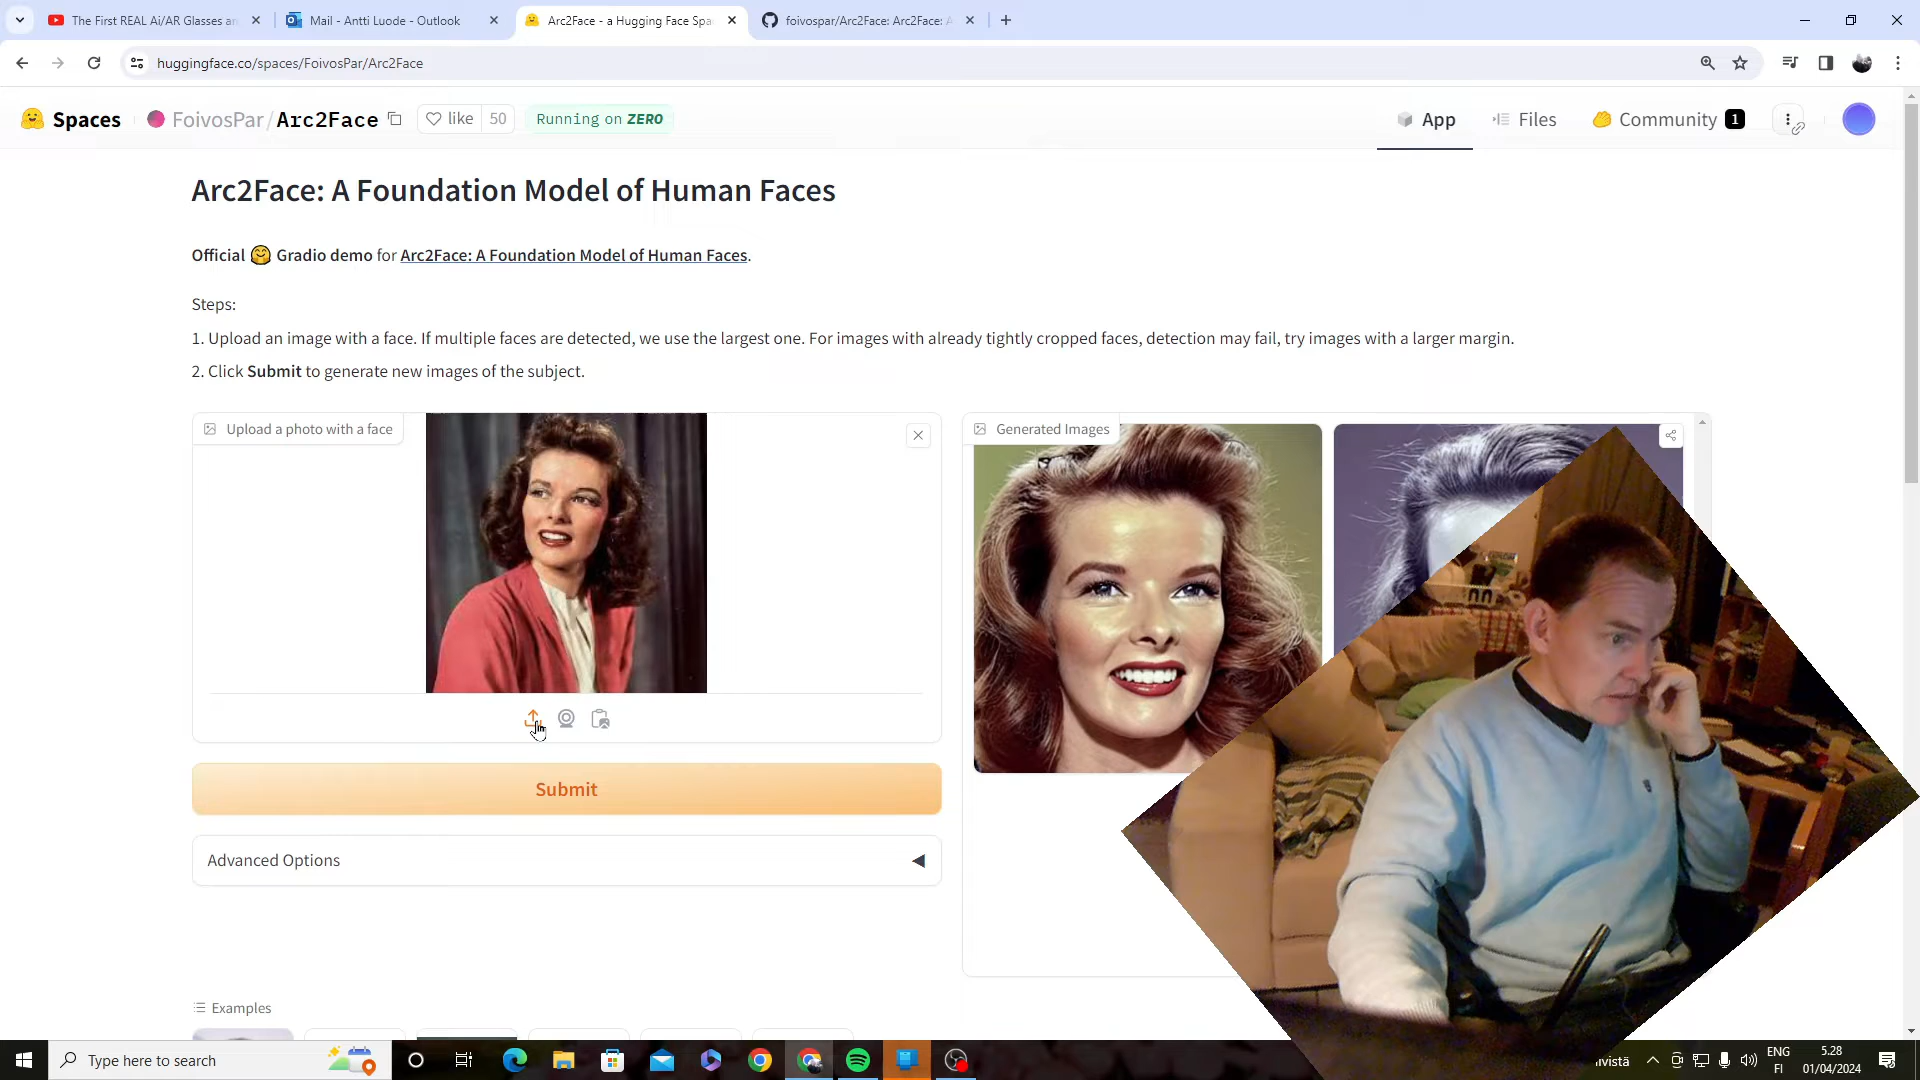 The First REAL Ai/AR Glasses an
Mail - Antti Luode - Outlook
Arc2Face - a Hugging Face Spa
foivospar/Arc2Face: Arc2Face: A
huggingface.co/spaces/FoivosPar/Arc2Face
Spaces
FoivosPar/Arc2Face
like 50
Running on ZERO
App
Files
Community 1
Arc2Face: A Foundation Model of Human Faces
Official 🤗 Gradio demo for Arc2Face: A Foundation Model of Human Faces.
Steps:
1. Upload an image with a face. If multiple faces are detected, we use the largest one. For images with already tightly cropped faces, detection may fail, try images with a larger margin.
2. Click Submit to generate new images of the subject.
Upload a photo with a face
Generated Images
Submit
Advanced Options
Examples
Type here to search
ivistä
ENG
FI
5.28
01/04/2024